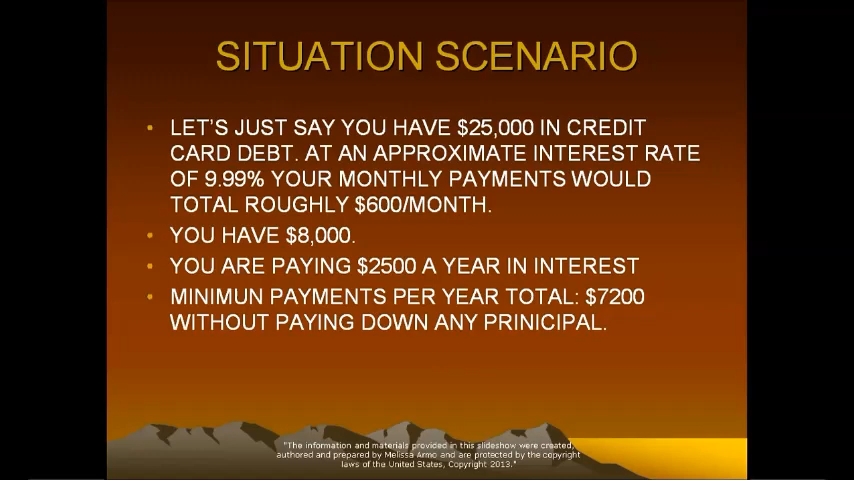 SITUATION SCENARIO
• LET'S JUST SAY YOU HAVE $25,000 IN CREDIT
CARD DEBT. AT AN APPROXIMATE INTEREST RATE
OF 9.99% YOUR MONTHLY PAYMENTS WOULD
TOTAL ROUGHLY $600/MONTH.
• YOU HAVE $8,000.
• YOU ARE PAYING $2500 A YEAR IN INTEREST
• MINIMUN PAYMENTS PER YEAR TOTAL: $7200
WITHOUT PAYING DOWN ANY PRINICIPAL.
"The information and materials provided in this slideshow were created,
authored and prepared by Melissa Armo and are protected by the copyright
laws of the United States, Copyright 2013."